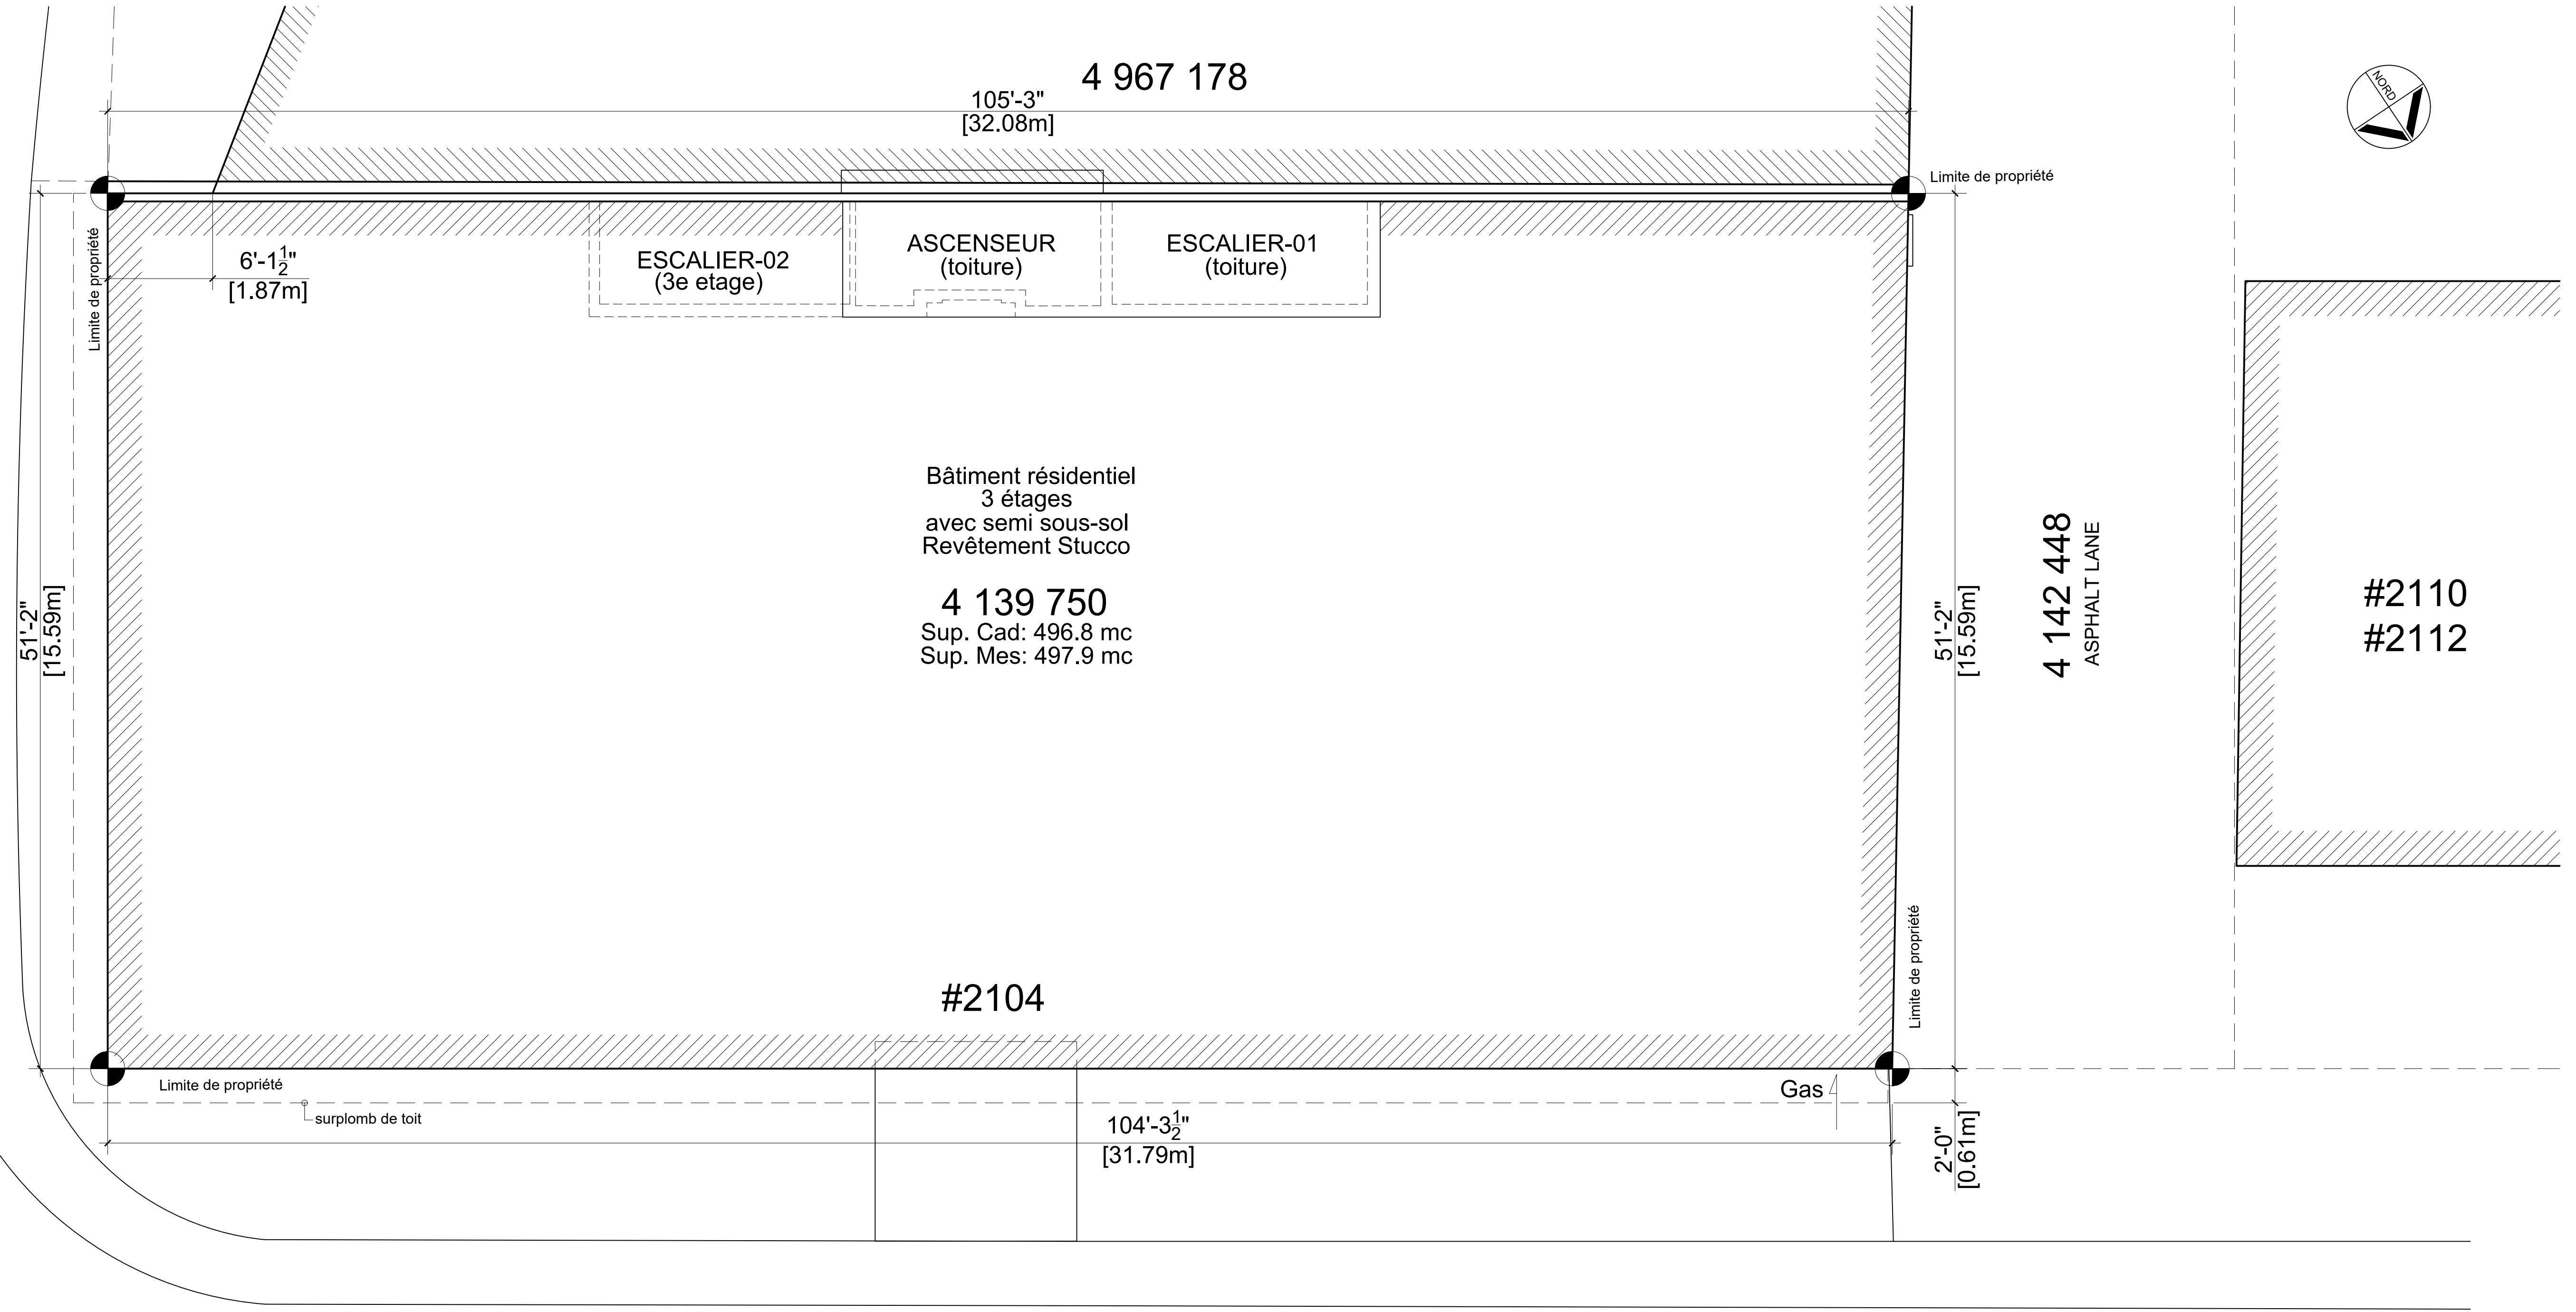 4 967 178
105'-3"
[32.08m]
NORD
Limite de propriété
Limite de propriété
6'-1 1/2"
[1.87m]
ESCALIER-02
(3e etage)
ASCENSEUR
(toiture)
ESCALIER-01
(toiture)
Bâtiment résidentiel
3 étages
avec semi sous-sol
Revêtement Stucco
4 139 750
Sup. Cad: 496.8 mc
Sup. Mes: 497.9 mc
51'-2"
[15.59m]
51'-2"
[15.59m]
4 142 448
ASPHALT LANE
#2110
#2112
Limite de propriété
#2104
Limite de propriété
surplomb de toit
Gas
104'-3 1/2"
[31.79m]
2'-0"
[0.61m]